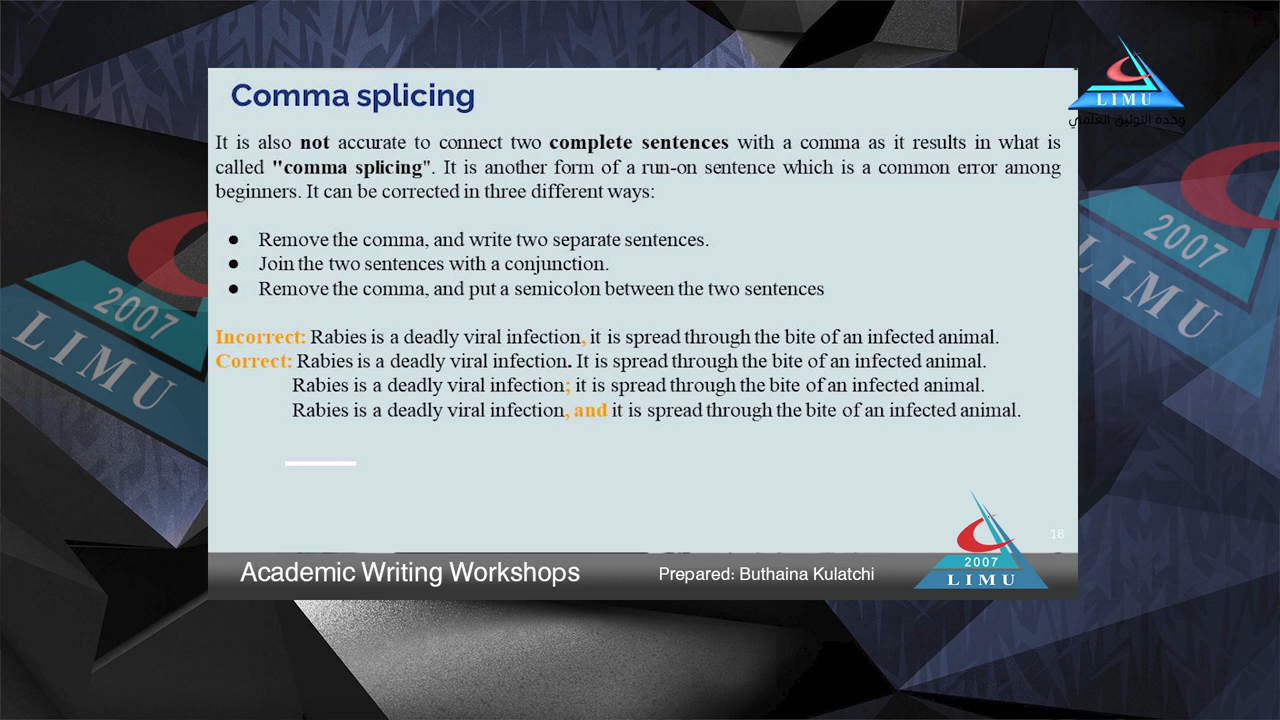 Comma splicing
It is also not accurate to connect two complete sentences with a comma as it results in what is
called "comma splicing". It is another form of a run-on sentence which is a common error among
beginners. It can be corrected in three different ways:
● Remove the comma, and write two separate sentences.
● Join the two sentences with a conjunction.
● Remove the comma, and put a semicolon between the two sentences
Incorrect: Rabies is a deadly viral infection, it is spread through the bite of an infected animal.
Correct: Rabies is a deadly viral infection. It is spread through the bite of an infected animal.
Rabies is a deadly viral infection; it is spread through the bite of an infected animal.
Rabies is a deadly viral infection, and it is spread through the bite of an infected animal.
18
Academic Writing Workshops
Prepared: Buthaina Kulatchi
2007
LIMU
LIMU
وحدة التوثيق العلمي
2007
LIMU
2007
LIMU